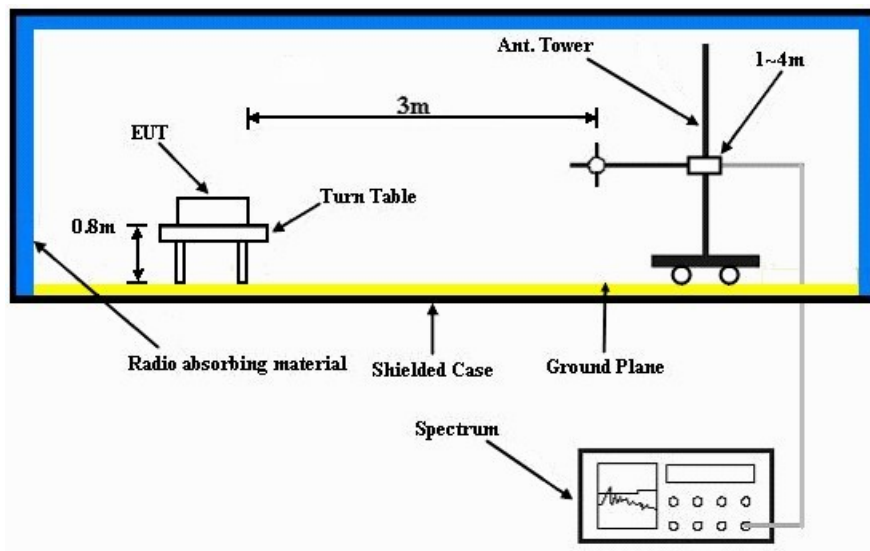 Ant. Tower
1~4m
3m
EUT
Turn Table
0.8m
Radio absorbing material
Shielded Case
Ground Plane
Spectrum